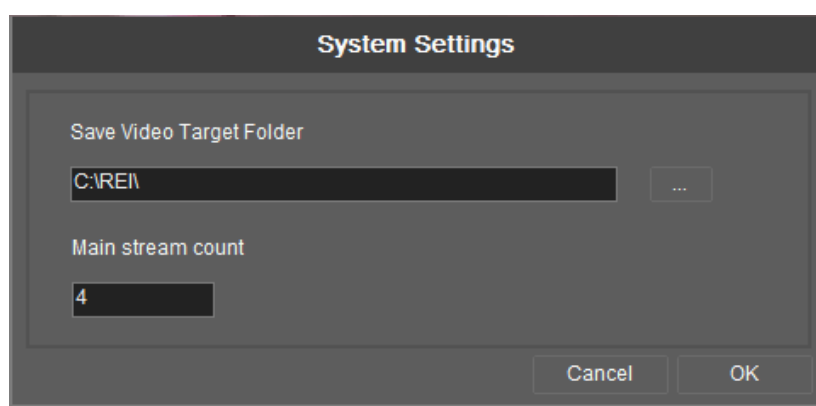 System Settings
Save Video Target Folder
C:\REI\
...
Main stream count
4
Cancel
OK